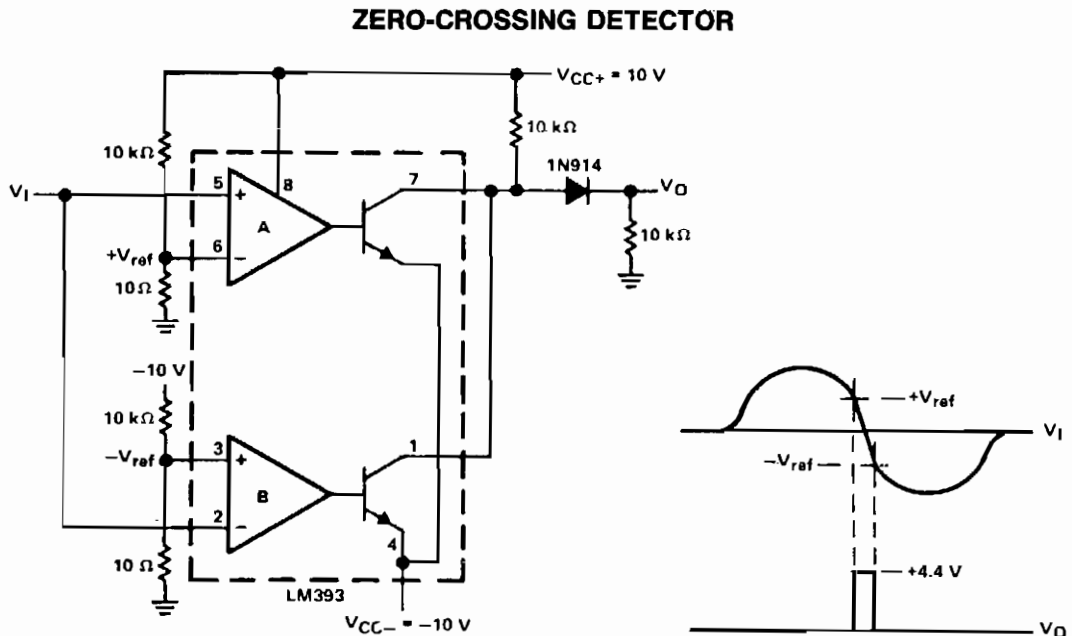 ZERO-CROSSING DETECTOR
VCC+ = 10 V
10 kΩ
10 kΩ
1N914
VI
5
+
8
7
VO
A
10 kΩ
+Vref
6
−
10 Ω
−10 V
10 kΩ
−Vref
3
+
1
B
2
−
4
10 Ω
LM393
VCC− = −10 V
+Vref
VI
−Vref
+4.4 V
VO